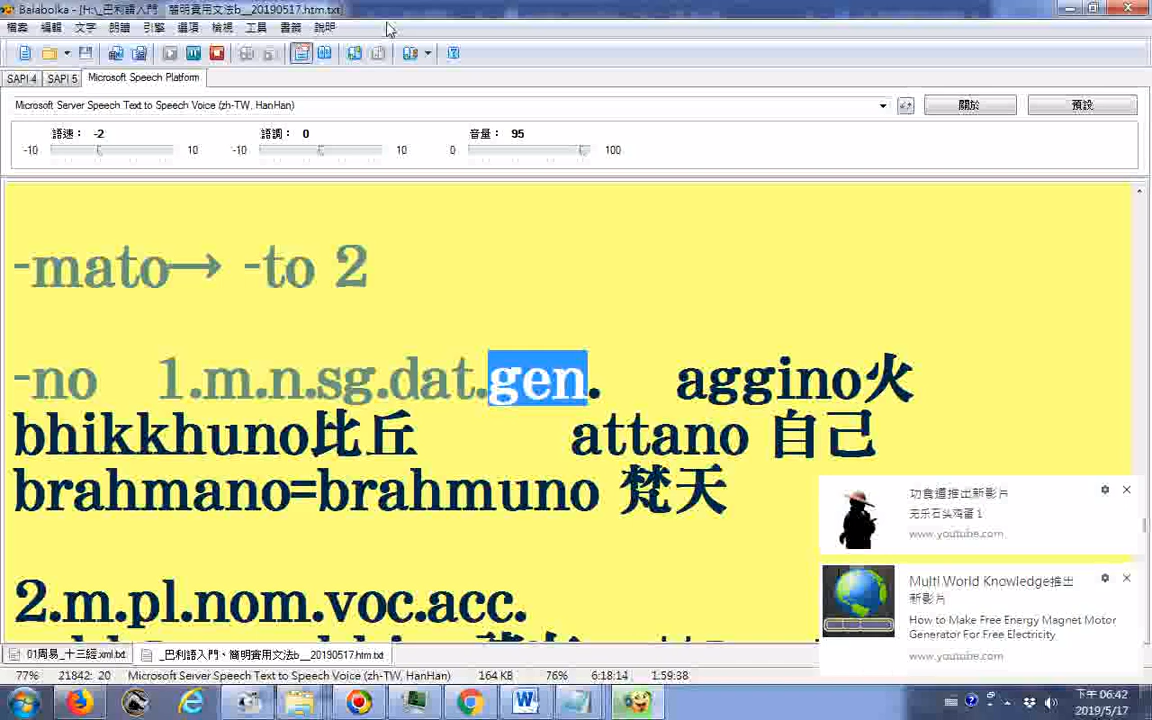 Balabolka - [H:\_巴利語入門、簡明實用文法b__20190517.htm.txt]
檔案 編輯 文字 朗讀 引擎 選項 檢視 工具 書籤 說明
SAPI 4 SAPI 5 Microsoft Speech Platform
Microsoft Server Speech Text to Speech Voice (zh-TW, HanHan) 關於 預設
語速： -2 語調： 0 音量： 95
-10 10 -10 10 0 100
-mato→ -to 2
-no 1.m.n.sg.dat.gen. aggino火
bhikkhuno比丘 attano 自己
brahmano=brahmuno 梵天
2.m.pl.nom.voc.acc.
功食譜推出新影片
无乐石头鸡蛋 1
www.youtube.com
Multi World Knowledge推出
新影片
How to Make Free Energy Magnet Motor
Generator For Free Electricity
www.youtube.com
01周易_十三經.xml.txt _巴利語入門、簡明實用文法b__20190517.htm.txt
77% 21842: 20 Microsoft Server Speech Text to Speech Voice (zh-TW, HanHan) 164 KB 76% 6:18:14 1:59:38
下午 06:42
2019/5/17